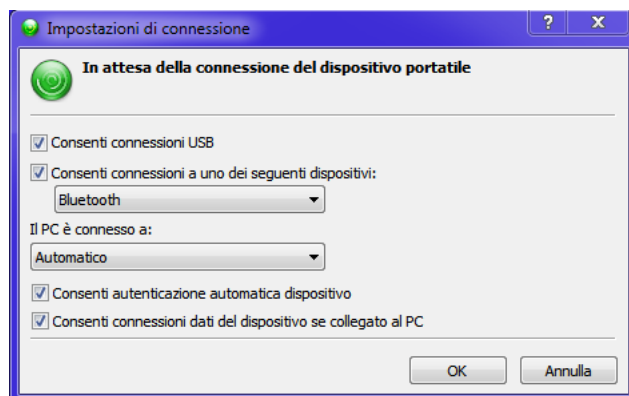 Impostazioni di connessione
?
X
In attesa della connessione del dispositivo portatile
Consenti connessioni USB
Consenti connessioni a uno dei seguenti dispositivi:
Bluetooth
Il PC è connesso a:
Automatico
Consenti autenticazione automatica dispositivo
Consenti connessioni dati del dispositivo se collegato al PC
OK
Annulla